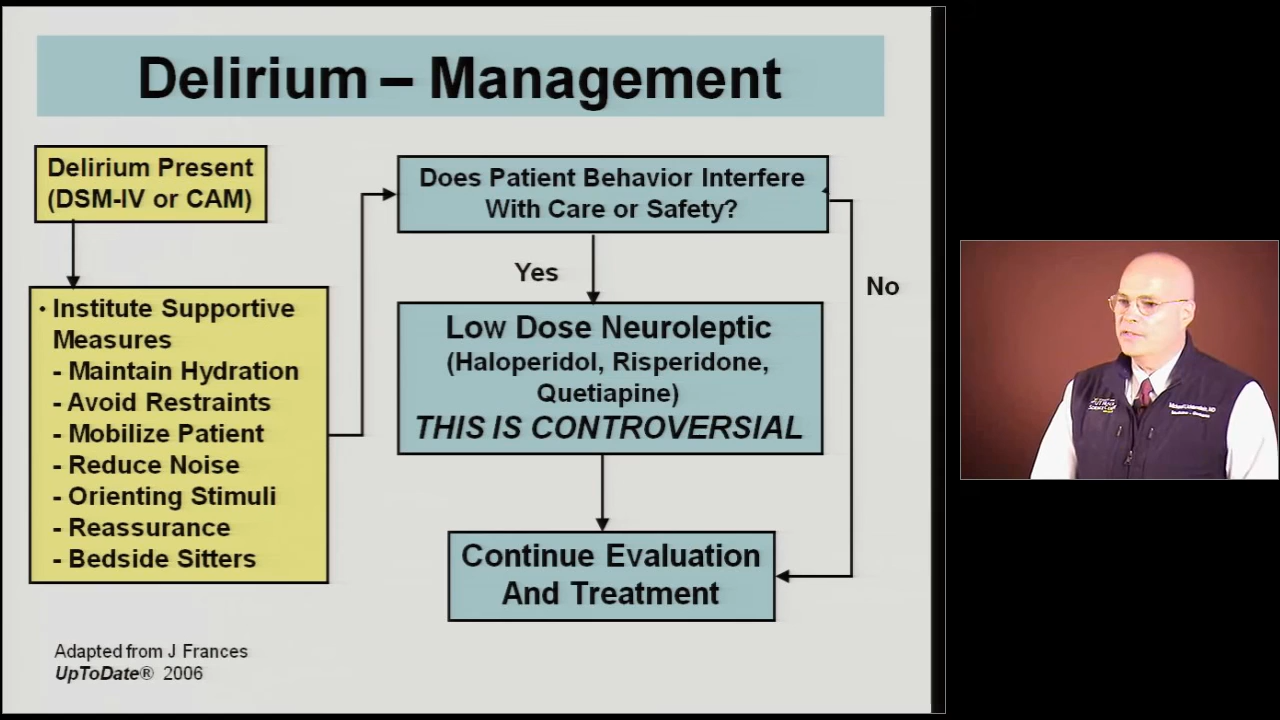 Delirium – Management
Delirium Present
(DSM-IV or CAM)
• Institute Supportive
Measures
- Maintain Hydration
- Avoid Restraints
- Mobilize Patient
- Reduce Noise
- Orienting Stimuli
- Reassurance
- Bedside Sitters
Does Patient Behavior Interfere
With Care or Safety?
Yes
No
Low Dose Neuroleptic
(Haloperidol, Risperidone,
Quetiapine)
THIS IS CONTROVERSIAL
Continue Evaluation
And Treatment
Adapted from J Frances
UpToDate® 2006